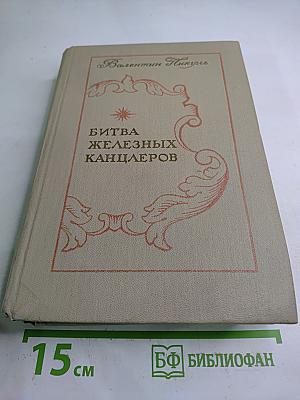 Валентин Пикуль
БИТВА
ЖЕЛЕЗНЫХ
КАНЦЛЕРОВ
15 см
БФ БИБЛИОФАН